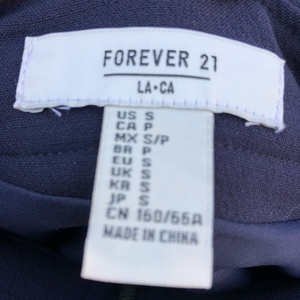 FOREVER 21
LA•CA
US S
CA P
MX S/P
BR P
EU S
UK S
KR S
JP S
CN 160/66A
MADE IN CHINA